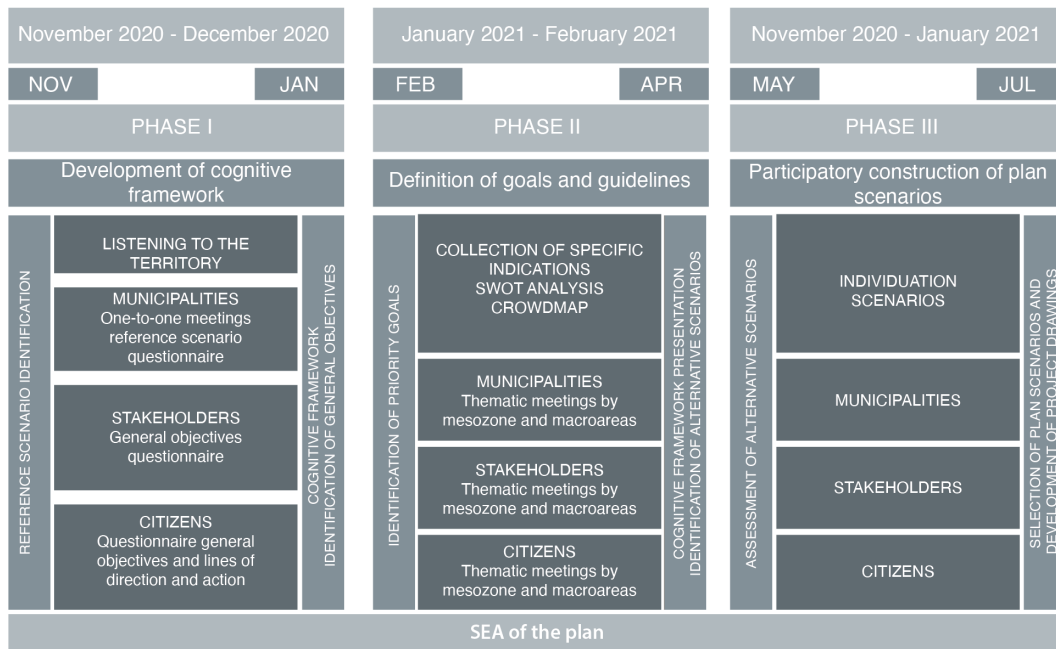 November 2020 - December 2020
NOV
JAN
PHASE I
Development of cognitive
framework
REFERENCE SCENARIO IDENTIFICATION
LISTENING TO THE
TERRITORY
MUNICIPALITIES
One-to-one meetings
reference scenario
questionnaire
STAKEHOLDERS
General objectives
questionnaire
CITIZENS
Questionnaire general
objectives and lines of
direction and action
COGNITIVE FRAMEWORK
IDENTIFICATION OF GENERAL OBJECTIVES
January 2021 - February 2021
FEB
APR
PHASE II
Definition of goals and guidelines
IDENTIFICATION OF PRIORITY GOALS
COLLECTION OF SPECIFIC
INDICATIONS
SWOT ANALYSIS
CROWDMAP
MUNICIPALITIES
Thematic meetings by
mesozone and macroareas
STAKEHOLDERS
Thematic meetings by
mesozone and macroareas
CITIZENS
Thematic meetings by
mesozone and macroareas
COGNITIVE FRAMEWORK PRESENTATION
IDENTIFICATION OF ALTERNATIVE SCENARIOS
November 2020 - January 2021
MAY
JUL
PHASE III
Participatory construction of plan
scenarios
ASSESSMENT OF ALTERNATIVE SCENARIOS
INDIVIDUATION
SCENARIOS
MUNICIPALITIES
STAKEHOLDERS
CITIZENS
SELECTION OF PLAN SCENARIOS AND
DEVELOPMENT OF PROJECT DRAWINGS
SEA of the plan